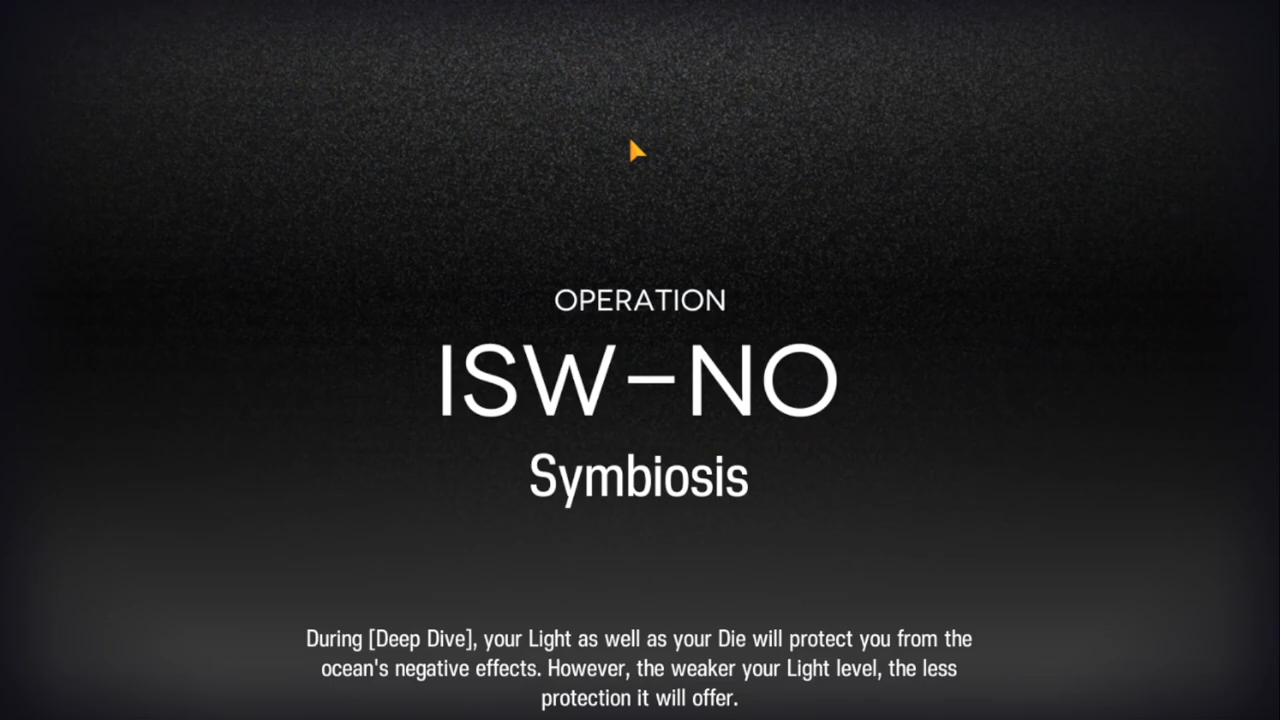 OPERATION
ISW-NO
Symbiosis
During [Deep Dive], your Light as well as your Die will protect you from the
ocean's negative effects. However, the weaker your Light level, the less
protection it will offer.